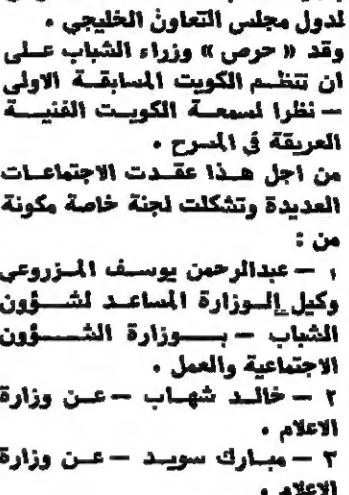 لدول مجلس التعاون الخليجي .
وقد « حرص » وزراء الشباب على
ان تنظم الكويت المسابقة الاولى
— نظرا لسمعة الكويت الفنية
العريقة في المسرح .
من اجل هذا عقدت الاجتماعات
العديدة وتشكلت لجنة خاصة مكونة
من :
١ — عبدالرحمن يوسف المزروعي
وكيل الوزارة المساعد لشؤون
الشباب — بوزارة الشؤون
الاجتماعية والعمل .
٢ — خالد شهاب — عن وزارة
الاعلام .
٣ — مبارك سويد — عن وزارة
الاعلام .